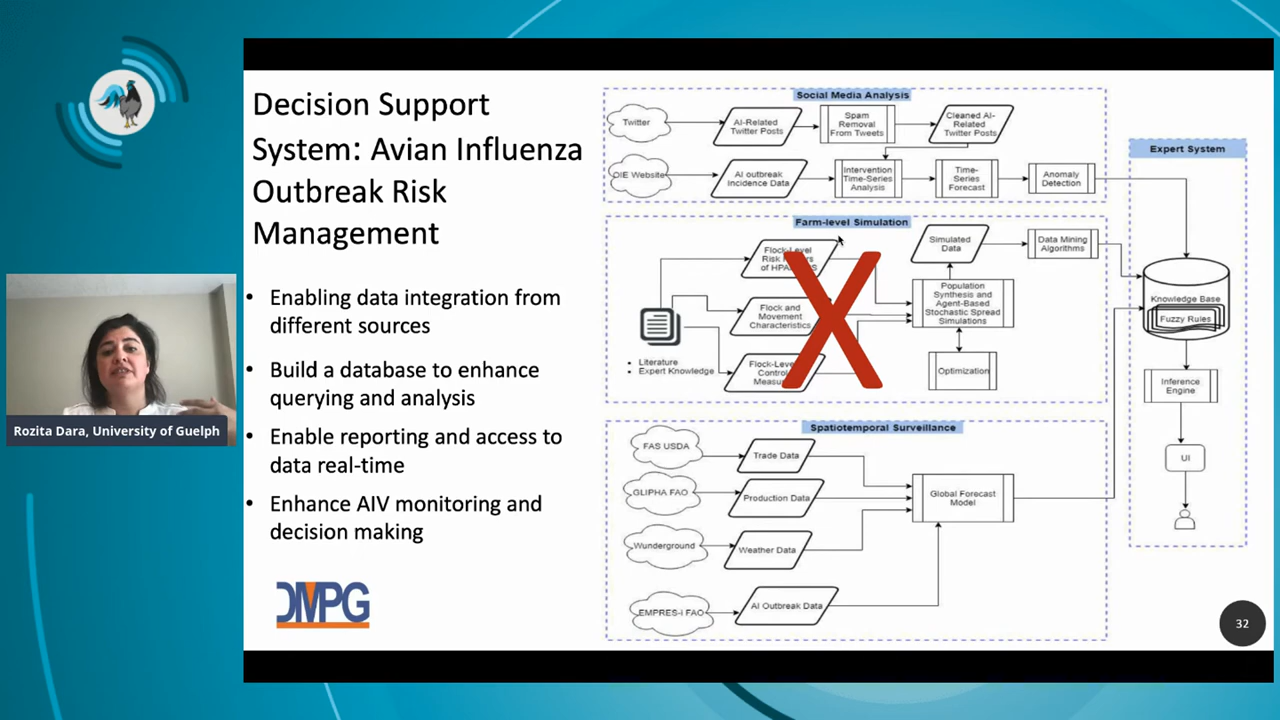 Decision Support
System: Avian Influenza
Outbreak Risk
Management
• Enabling data integration from
different sources
• Build a database to enhance
querying and analysis
• Enable reporting and access to
data real-time
• Enhance AIV monitoring and
decision making
DMPG
Rozita Dara, University of Guelph
Social Media Analysis
Twitter
AI-Related
Twitter Posts
Spam
Removal
From Tweets
Cleaned AI-
Related
Twitter Posts
OIE Website
AI outbreak
Incidence Data
Intervention
Time-Series
Analysis
Time-
Series
Forecast
Anomaly
Detection
Expert System
Knowledge Base
Fuzzy Rules
Inference
Engine
UI
Farm-level Simulation
Flock-Level
Risk
of
X
Flock and
Movement
Characteristics
• Literature
• Expert Knowledge
Control
Simulated
Data
Data Mining
Algorithms
Population
Synthesis and
Agent-Based
Stochastic Spread
Simulations
Optimization
Spatiotemporal Surveillance
FAS USDA
Trade Data
GLIPHA FAO
Production Data
Global Forecast
Model
Wunderground
Weather Data
EMPRES-i FAO
AI Outbreak Data
32